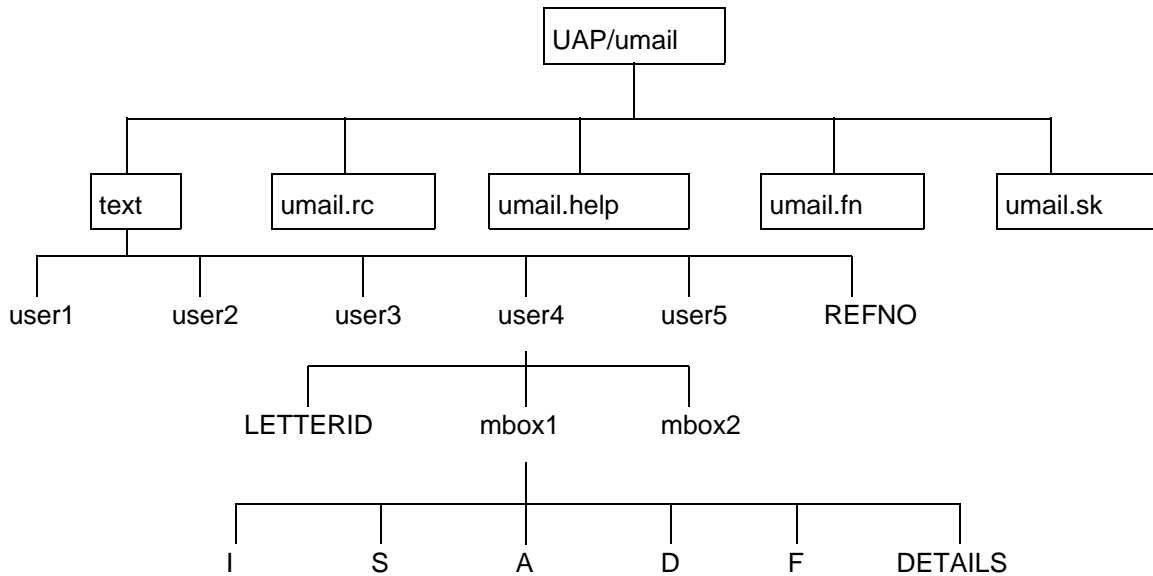 UAP/umail
text umail.rc umail.help umail.fn umail.sk
user1 user2 user3 user4 user5 REFNO
LETTERID mbox1 mbox2
I S A D F DETAILS